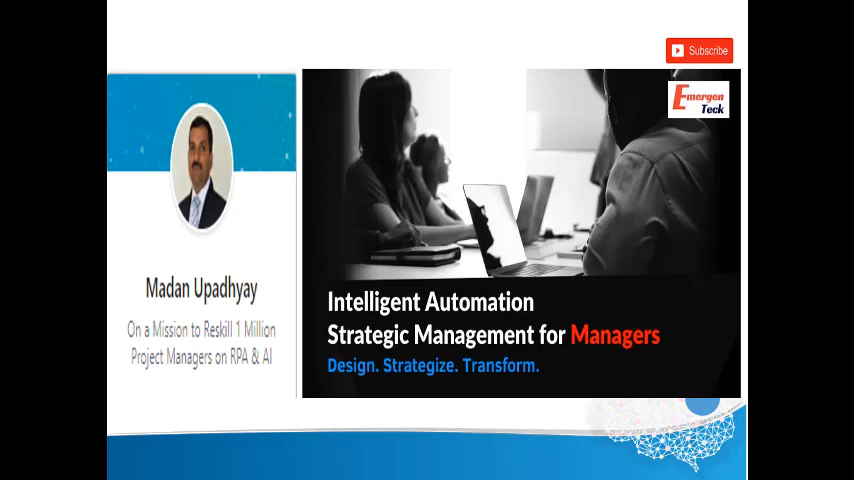 Subscribe
Emergen
Teck
Madan Upadhyay
On a Mission to Reskill 1 Million
Project Managers on RPA & AI
Intelligent Automation
Strategic Management for Managers
Design. Strategize. Transform.